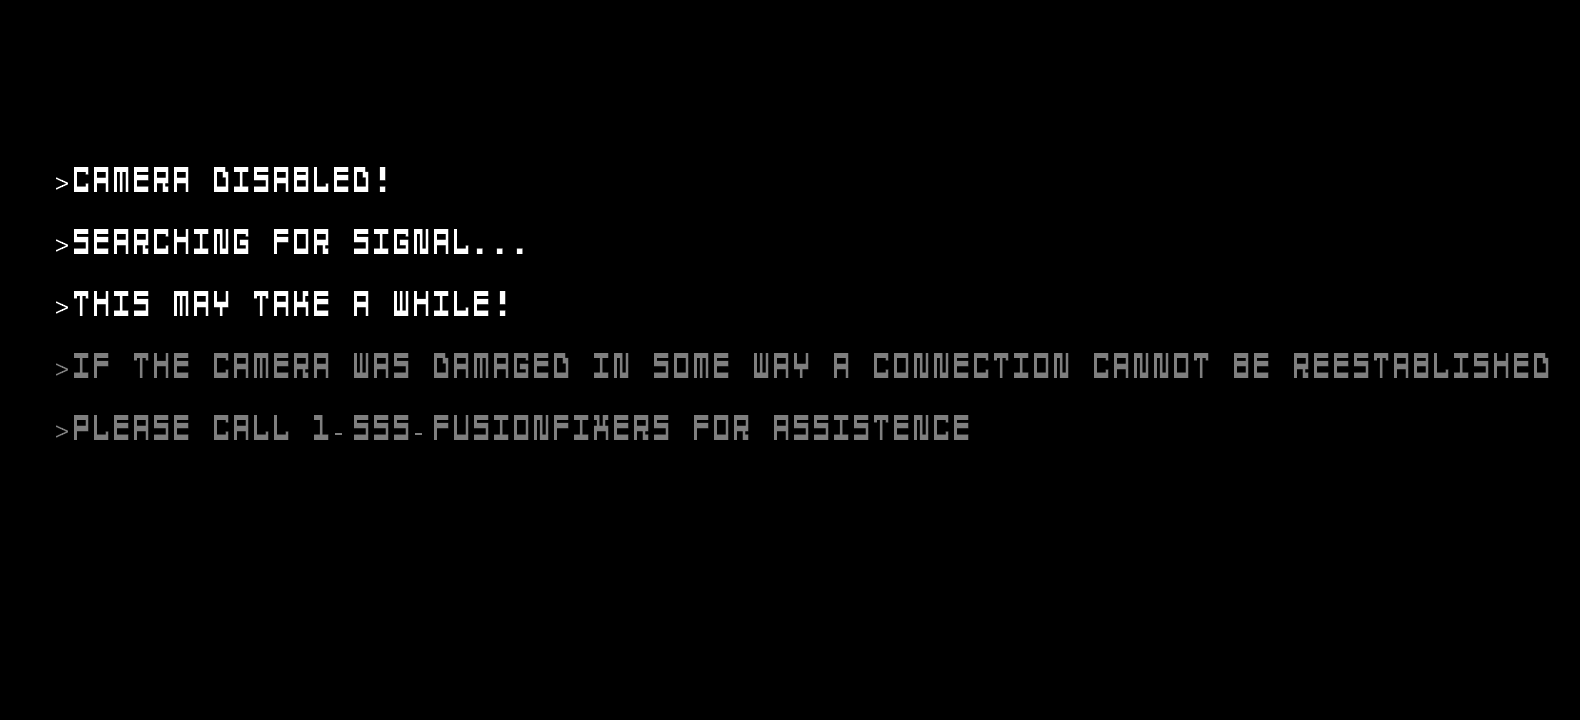 >CAMERA DISABLED!
>SEARCHING FOR SIGNAL...
>THIS MAY TAKE A WHILE!
>IF THE CAMERA WAS DAMAGED IN SOME WAY A CONNECTION CANNOT BE REESTABLISHED
>PLEASE CALL 1-555-FUSIONFIXERS FOR ASSISTENCE